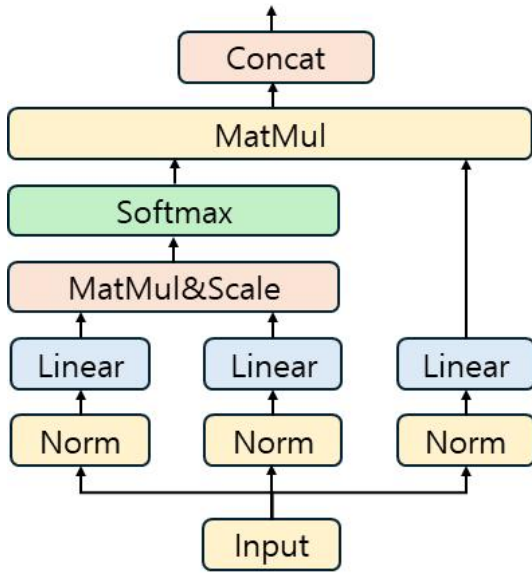 Concat
MatMul
Softmax
MatMul&Scale
Linear Linear Linear
Norm Norm Norm
Input